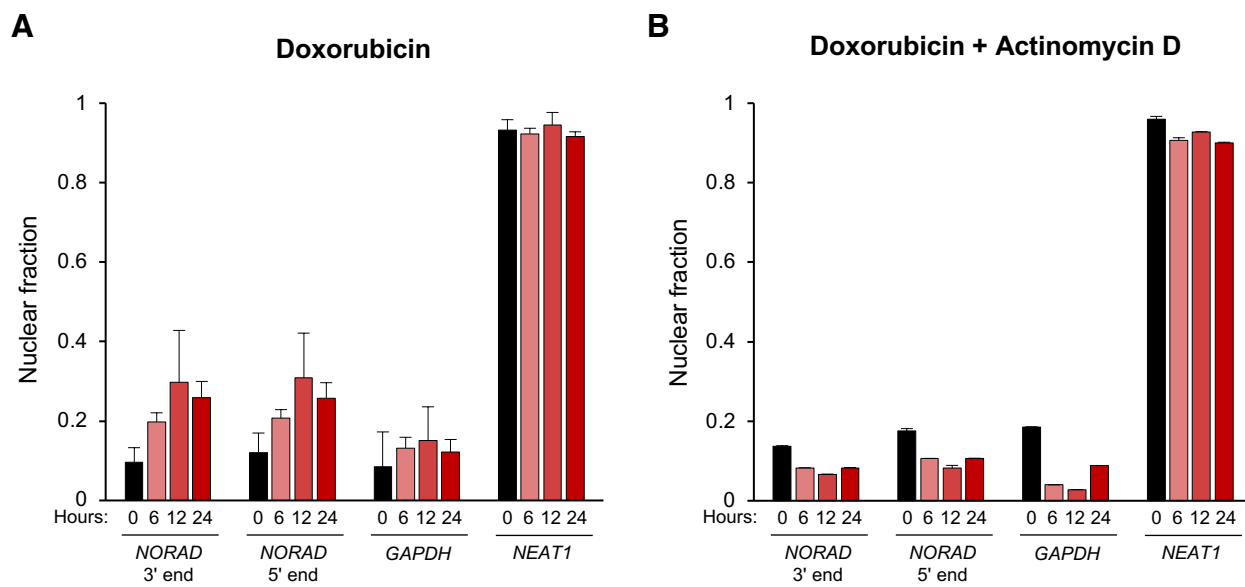 A
Doxorubicin
Nuclear fraction
1
0.8
0.6
0.4
0.2
0
Hours: 0 6 12 24 0 6 12 24 0 6 12 24 0 6 12 24
NORAD NORAD GAPDH NEAT1
3' end 5' end
B
Doxorubicin + Actinomycin D
Nuclear fraction
1
0.8
0.6
0.4
0.2
0
Hours: 0 6 12 24 0 6 12 24 0 6 12 24 0 6 12 24
NORAD NORAD GAPDH NEAT1
3' end 5' end